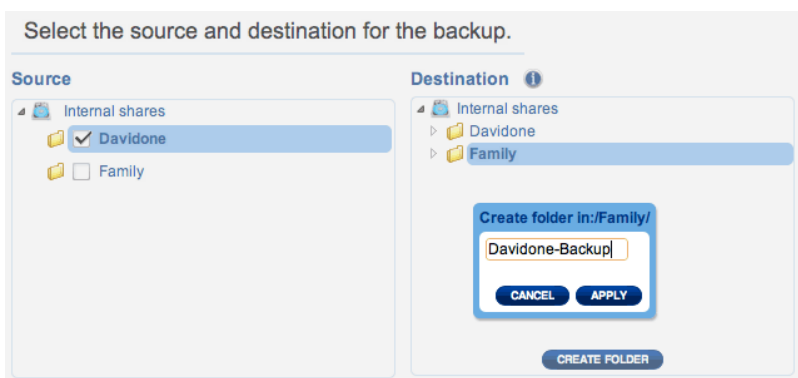 Select the source and destination for the backup.
Source
Internal shares
Davidone
Family
Destination i
Internal shares
Davidone
Family
Create folder in:/Family/
Davidone-Backup
CANCEL APPLY
CREATE FOLDER